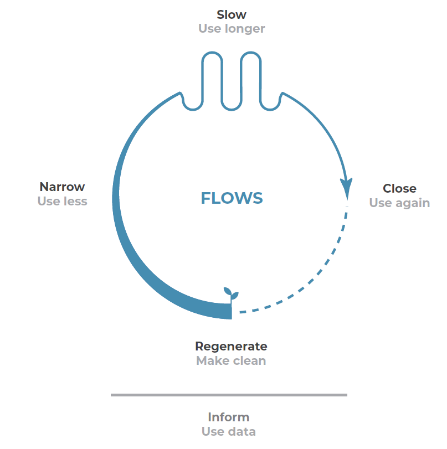 Slow
Use longer
Narrow
Use less
FLOWS
Close
Use again
Regenerate
Make clean
Inform
Use data